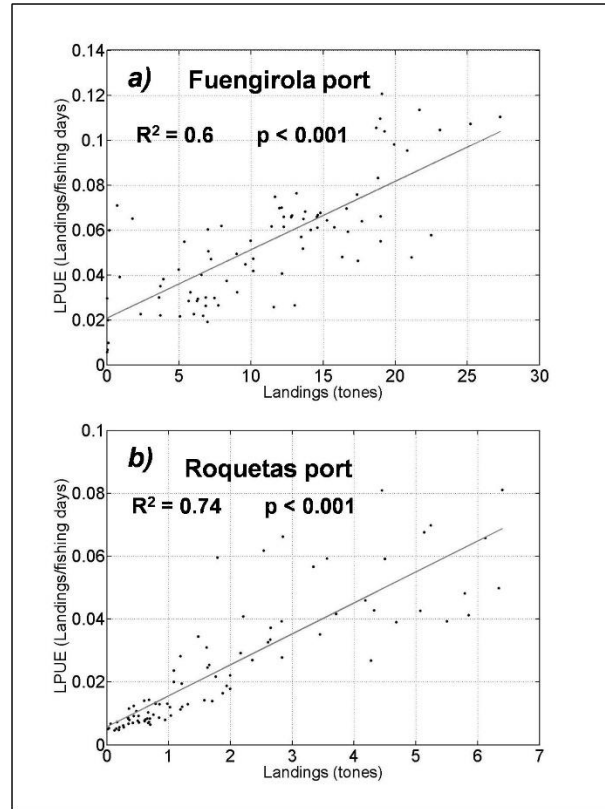 0.14
a) Fuengirola port
0.12
R² = 0.6 p < 0.001
0.1
0.08
0.06
0.04
0.02
0
LPUE (Landings/fishing days)
0 5 10 15 20 25 30
Landings (tones)
0.1
b) Roquetas port
R² = 0.74 p < 0.001
0.08
0.06
0.04
0.02
0
LPUE (Landings/fishing days)
0 1 2 3 4 5 6 7
Landings (tones)